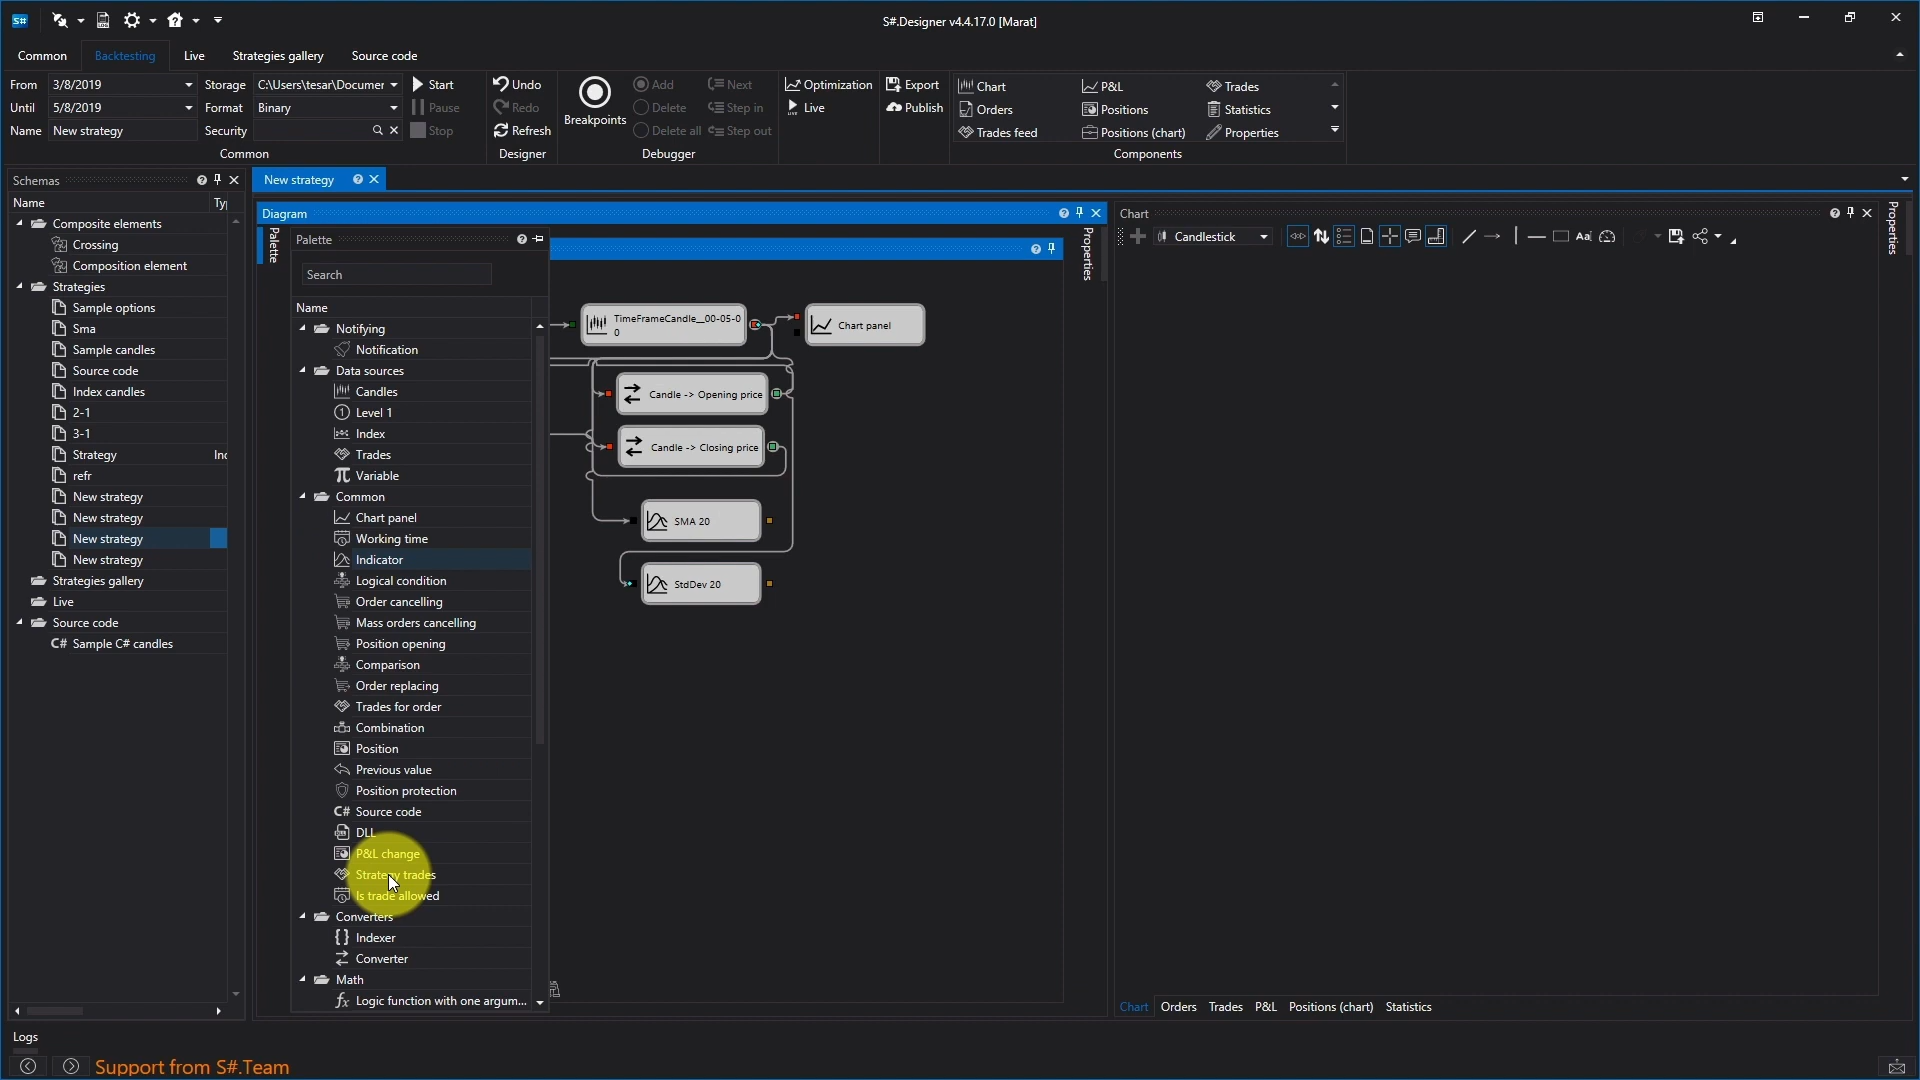 S#
S#.Designer v4.4.17.0 [Marat]
Common
Backtesting
Live
Strategies gallery
Source code
From
3/8/2019
Storage
C:\Users\tesar\Documer
Start
Undo
Add
Next
Optimization
Export
Chart
P&L
Trades
Until
5/8/2019
Format
Binary
Pause
Redo
Delete
Step in
Live
Publish
Orders
Positions
Statistics
Breakpoints
Name
New strategy
Security
Stop
Refresh
Delete all
Step out
Trades feed
Positions (chart)
Properties
Common
Designer
Debugger
Components
Schemas
Name
Ty
Composite elements
Crossing
Composition element
Strategies
Sample options
Sma
Sample candles
Source code
Index candles
2-1
3-1
Strategy
Inc
refr
New strategy
New strategy
New strategy
New strategy
Strategies gallery
Live
Source code
C# Sample C# candles
New strategy
Diagram
Palette
Palette
Search
Name
Notifying
Notification
Data sources
Candles
Level 1
Index
Trades
Variable
Common
Chart panel
Working time
Indicator
Logical condition
Order cancelling
Mass orders cancelling
Position opening
Comparison
Order replacing
Trades for order
Combination
Position
Previous value
Position protection
C# Source code
DLL
P&L change
Strategy trades
Is trade allowed
Converters
Indexer
Converter
Math
Logic function with one argum...
TimeFrameCandle__00-05-0
0
Chart panel
Candle -> Opening price
Candle -> Closing price
SMA 20
StdDev 20
Properties
Chart
Candlestick
Aa
Properties
Chart
Orders
Trades
P&L
Positions (chart)
Statistics
Logs
Support from S#.Team